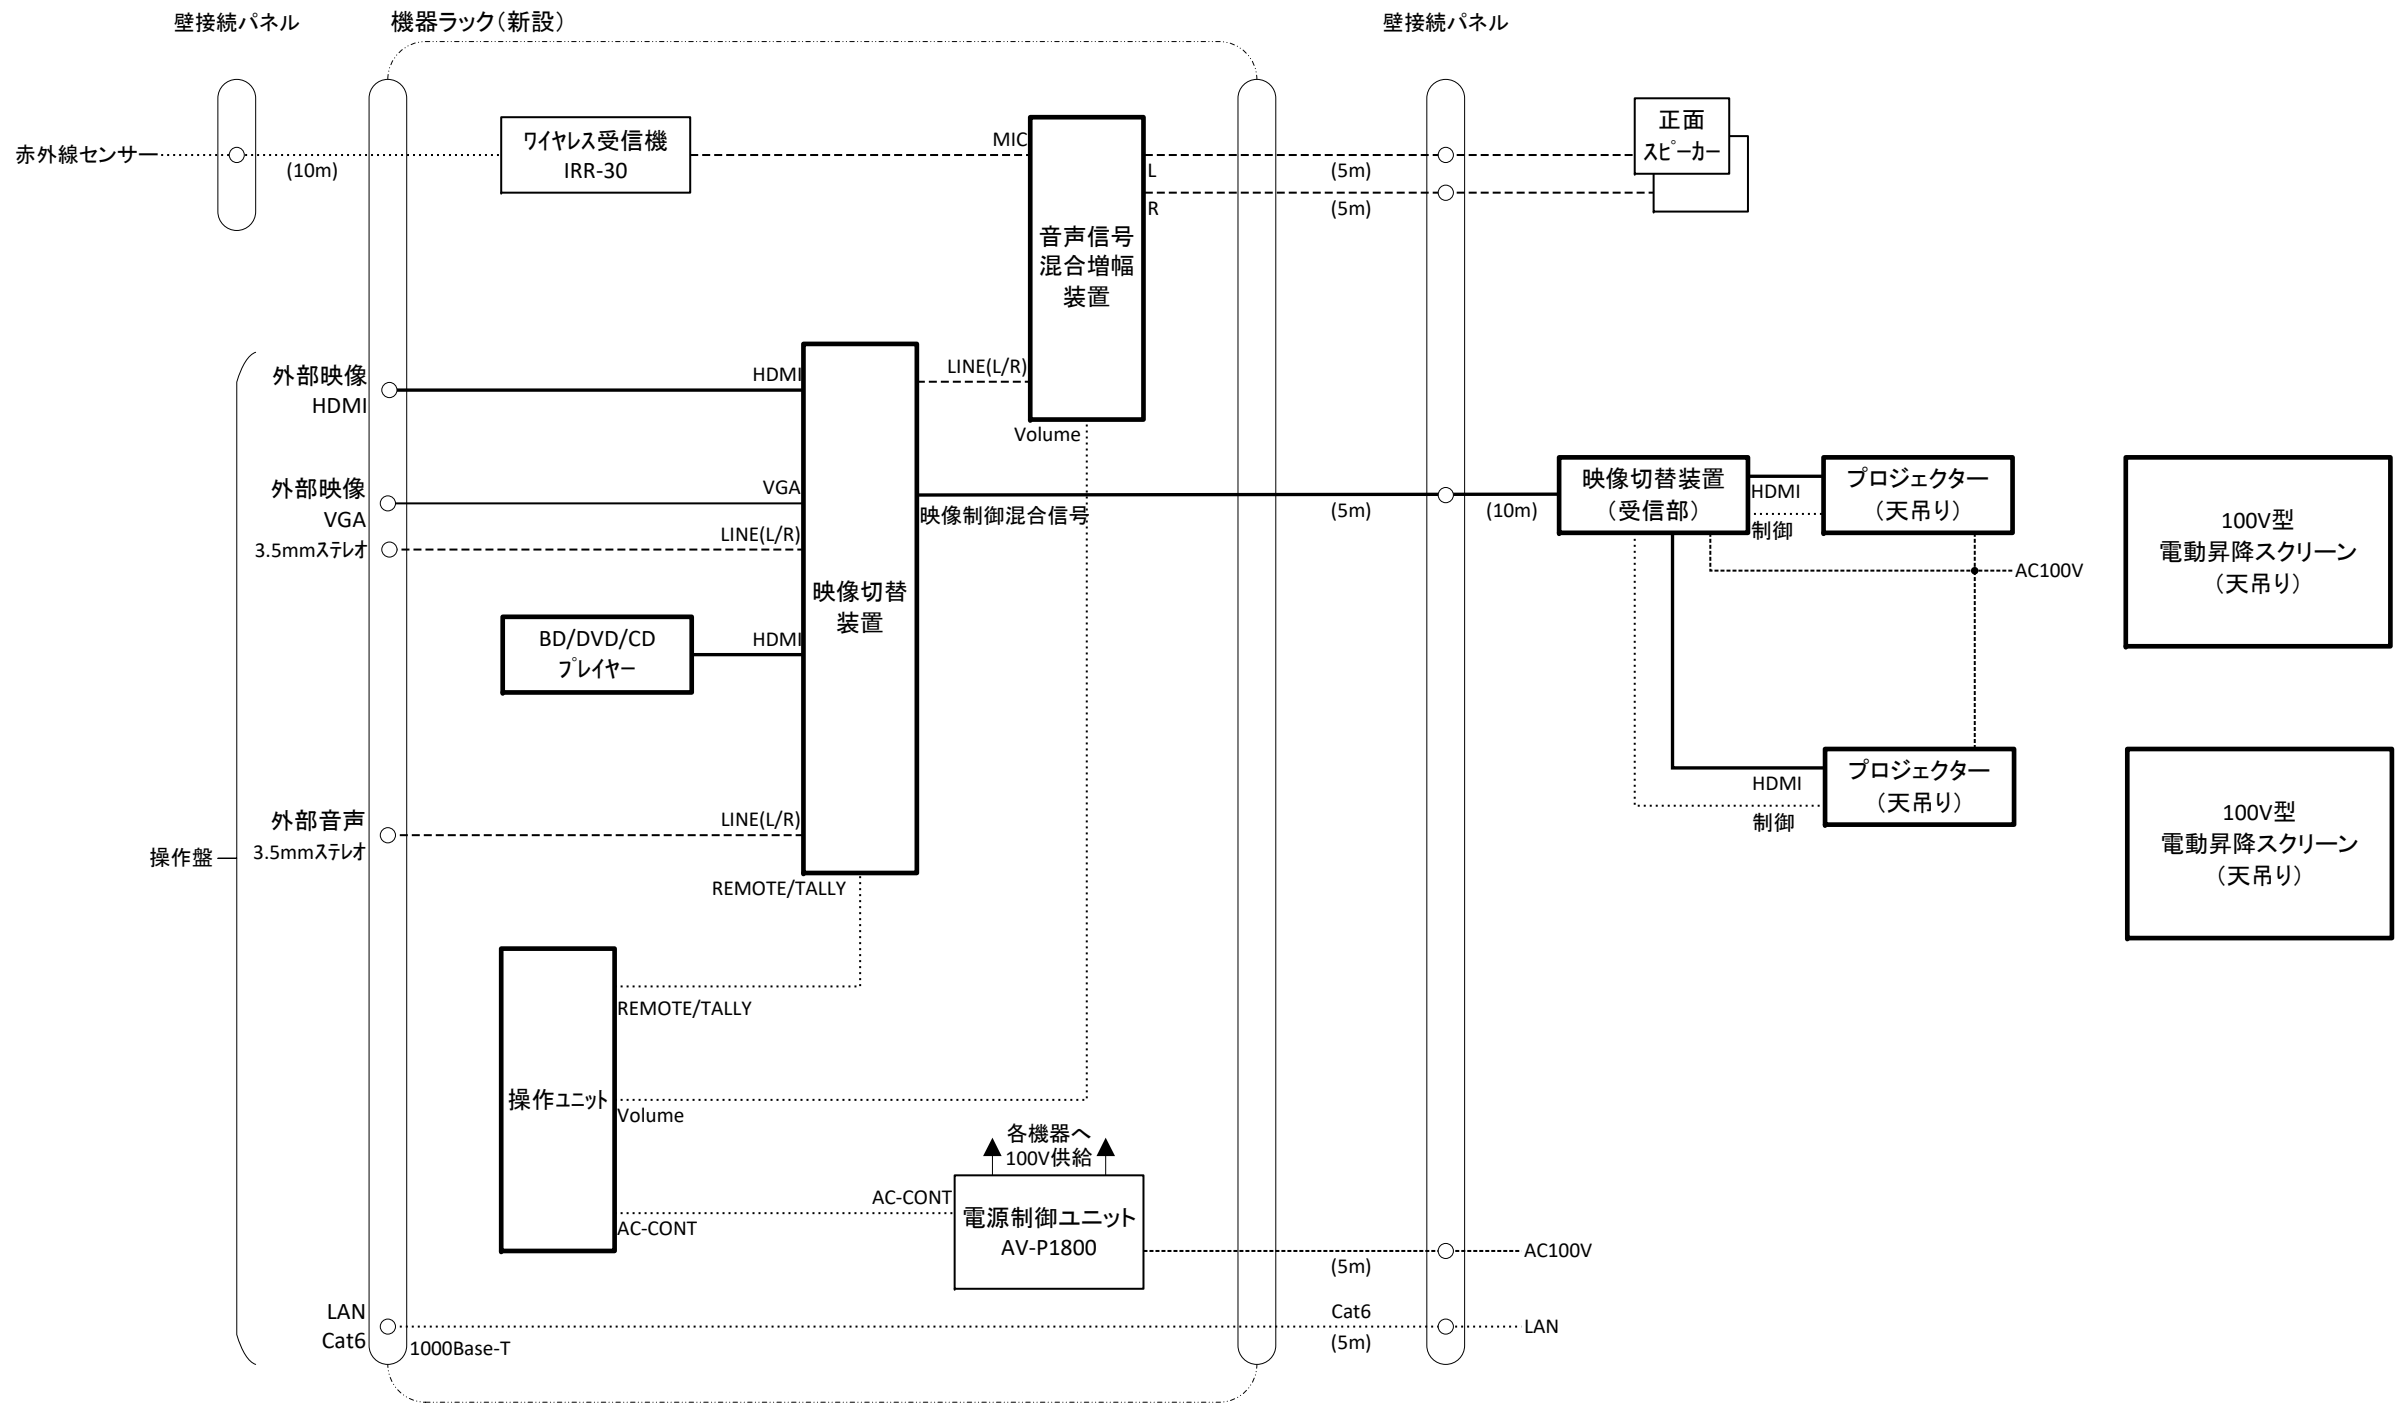 壁接続パネル
機器ラック（新設）
壁接続パネル
赤外線センサー
(10m)
ワイヤレス受信機
IRR-30
MIC
L
R
(5m)
(5m)
正面
スピーカー
音声信号
混合増幅
装置
外部映像
HDMI
HDMI
LINE(L/R)
Volume
外部映像
VGA
3.5mmステレオ
VGA
LINE(L/R)
映像制御混合信号
(5m)
(10m)
映像切替装置
（受信部）
HDMI
制御
プロジェクター
（天吊り）
AC100V
100V型
電動昇降スクリーン
（天吊り）
映像切替
装置
BD/DVD/CD
プレイヤー
HDMI
HDMI
制御
プロジェクター
（天吊り）
100V型
電動昇降スクリーン
（天吊り）
操作盤
外部音声
3.5mmステレオ
LINE(L/R)
REMOTE/TALLY
REMOTE/TALLY
操作ユニット
Volume
AC-CONT
各機器へ
100V供給
AC-CONT
電源制御ユニット
AV-P1800
(5m)
AC100V
LAN
Cat6
1000Base-T
Cat6
(5m)
LAN